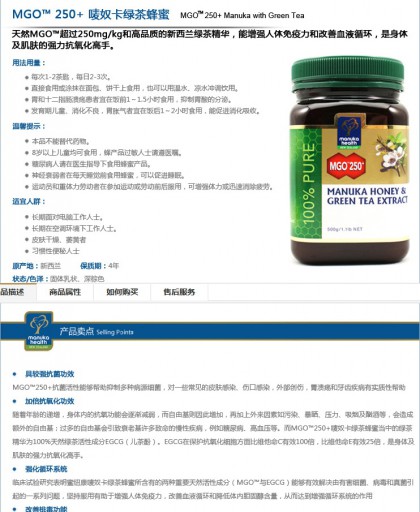 MGO™ 250+ 唛奴卡绿茶蜂蜜 MGO™ 250+ Manuka with Green Tea
天然MGO™超过250mg/kg和高品质的新西兰绿茶精华，能增强人体免疫力和改善血液循环，是身体
及肌肤的强力抗氧化高手。
用法用量：
每次1-2茶匙，每日2-3次。
直接食用或涂抹在面包、饼干上食用，也可以用温水、凉水冲调饮用。
胃和十二指肠溃疡患者宜在饭前1~1.5小时食用，抑制胃酸的分泌。
发育期儿童、消化不良，胃胀气者宜在饭后1~2小时食用，能促进消化吸收。
温馨提示：
本品不能替代药物。
8岁以上儿童均可食用，蜂产品过敏人士请遵医嘱。
糖尿病人请在医生指导下食用蜂蜜产品。
神经衰弱者在每天睡觉前食用蜂蜜，可以促进睡眠。
运动员和重体力劳动者在参加运动或劳动前后服用，可增强体力或迅速消除疲劳。
适宜人群：
长期面对电脑工作人士。
长期在空调环境下工作人士。
皮肤干燥、萎黄者
习惯性便秘人士
原产地：新西兰 保质期：4年
状态/色泽：固体乳状、深棕色
100% PURE
manuka health
NEW ZEALAND
MGO™ 250+
MANUKA HONEY &
GREEN TEA EXTRACT
500g/1.1lb NET
品描述 商品属性 如何购买 售后服务
manuka health
NEW ZEALAND
产品卖点 Selling Points
具较强抗菌功效
MGO™250+抗菌活性能够帮助抑制多种病源细菌，对一些常见的皮肤感染、伤口感染，外部创伤，胃溃疡和牙齿疾病有实质性帮助
加倍抗氧化功效
随着年龄的递增，身体内的抗氧功能会逐渐减弱，而自由基则因此增加，再加上外来因素如污染、暴晒、压力、吸烟及酗酒等，会造成
额外的自由基；过多的自由基会引致衰老甚许多致命的慢性疾病，例如糖尿病、高血压等。而MGO™250+唛奴卡绿茶蜂蜜当中的绿茶
精华为100%天然绿茶活性成分EGCG（儿茶酚）。EGCG在保护抗氧化细胞方面比维他命C有效100倍，比维他命E有效25倍，是身体及
肌肤的强力抗氧化高手。
强化循环系统
临床试验研究表明蜜纽康唛奴卡绿茶蜂蜜所含有的两种重要天然活性成分（MGO™与EGCG）能够有效解决由有害细菌、病毒和真菌引
起的一系列问题，坚持服用有助于增强人体免疫力，改善血液循环和降低体内胆固醇含量，从而达到增强循环系统的作用
改善细菌功能